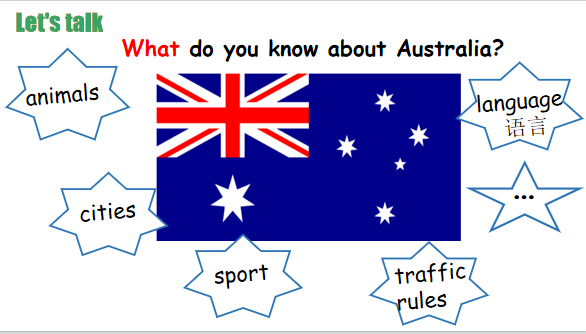 Let's talk
What do you know about Australia?
animals
language
语言
cities
...
sport
traffic
rules